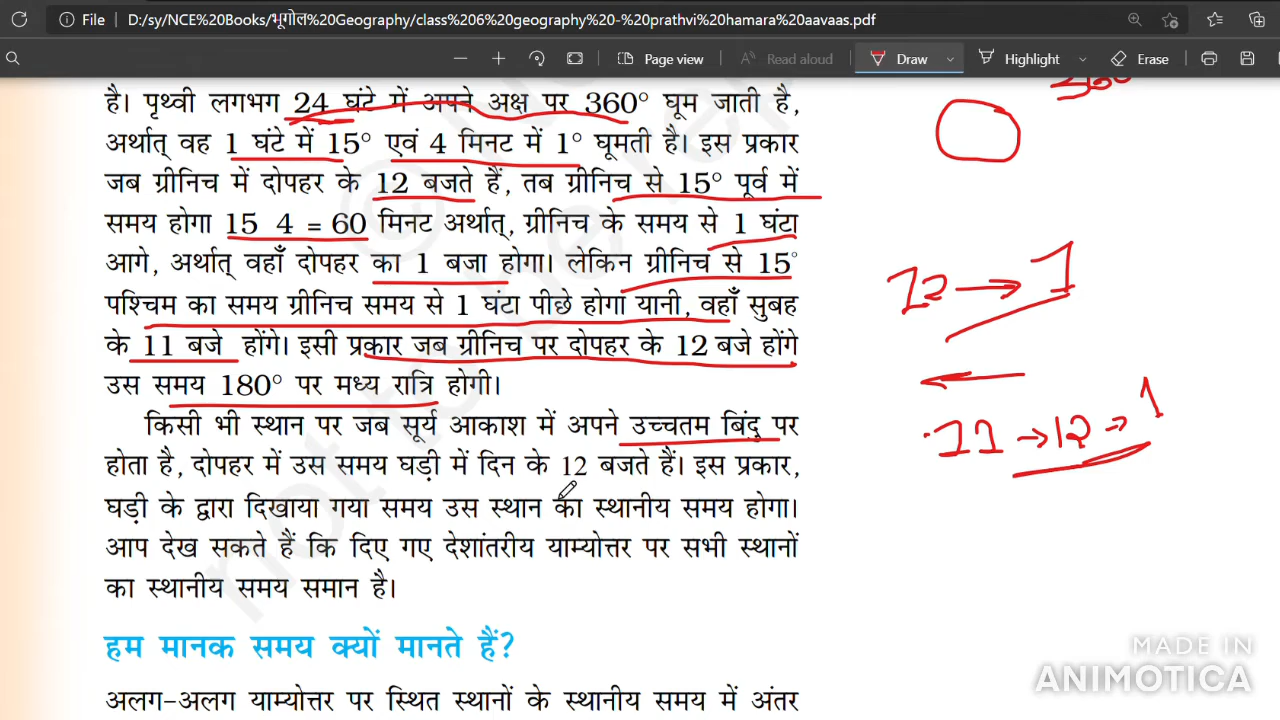 File D:/sy/NCE%20Books/भूगोल%20Geography/class%206%20geography%20-%20prathvi%20hamara%20aavaas.pdf
Page view Read aloud Draw Highlight Erase
है। पृथ्वी लगभग 24 घंटे में अपने अक्ष पर 360° घूम जाती है,
अर्थात् वह 1 घंटे में 15° एवं 4 मिनट में 1° घूमती है। इस प्रकार
जब ग्रीनिच में दोपहर के 12 बजते हैं, तब ग्रीनिच से 15° पूर्व में
समय होगा 15 4 = 60 मिनट अर्थात्, ग्रीनिच के समय से 1 घंटा
आगे, अर्थात् वहाँ दोपहर का 1 बजा होगा। लेकिन ग्रीनिच से 15°
पश्चिम का समय ग्रीनिच समय से 1 घंटा पीछे होगा यानी, वहाँ सुबह
के 11 बजे होंगे। इसी प्रकार जब ग्रीनिच पर दोपहर के 12 बजे होंगे
उस समय 180° पर मध्य रात्रि होगी।
किसी भी स्थान पर जब सूर्य आकाश में अपने उच्चतम बिंदु पर
होता है, दोपहर में उस समय घड़ी में दिन के 12 बजते हैं। इस प्रकार,
घड़ी के द्वारा दिखाया गया समय उस स्थान का स्थानीय समय होगा।
आप देख सकते हैं कि दिए गए देशांतरीय याम्योत्तर पर सभी स्थानों
का स्थानीय समय समान है।
हम मानक समय क्यों मानते हैं?
अलग-अलग याम्योत्तर पर स्थित स्थानों के स्थानीय समय में अंतर
360°
12 → 1
11 → 12 → 1
MADE IN
ANIMOTICA